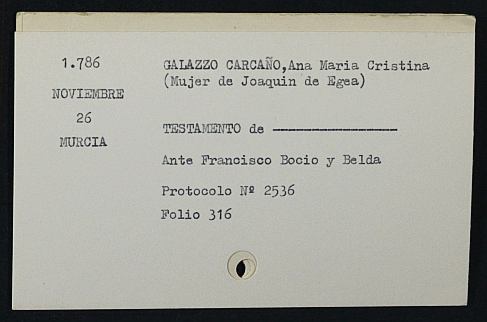 1.786
NOVIEMBRE
26
MURCIA
GALAZZO CARCAÑO,Ana Maria Cristina
(Mujer de Joaquin de Egea)
TESTAMENTO de ------------------
Ante Francisco Bocio y Belda
Protocolo Nº 2536
Folio 316